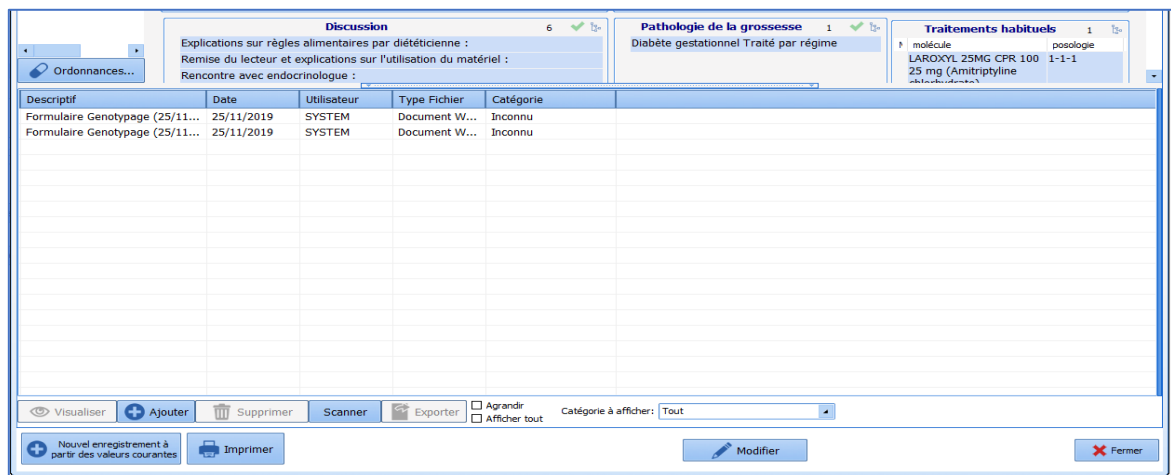 Discussion 6
Explications sur règles alimentaires par diététicienne :
Remise du lecteur et explications sur l'utilisation du matériel :
Rencontre avec endocrinologue :
Pathologie de la grossesse 1
Diabète gestationnel Traité par régime
Traitements habituels 1
molécule posologie
LAROXYL 25MG CPR 100 1-1-1
25 mg (Amitriptyline
chlorhydrate)
Ordonnances...
Descriptif Date Utilisateur Type Fichier Catégorie
Formulaire Genotypage (25/11... 25/11/2019 SYSTEM Document W... Inconnu
Formulaire Genotypage (25/11... 25/11/2019 SYSTEM Document W... Inconnu
Visualiser Ajouter Supprimer Scanner Exporter
Agrandir
Afficher tout
Catégorie à afficher: Tout
Nouvel enregistrement à
partir des valeurs courantes
Imprimer
Modifier
Fermer